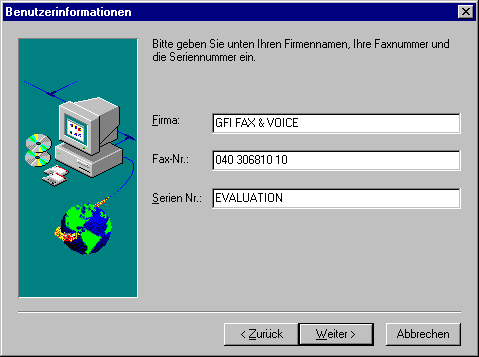 Benutzerinformationen
Bitte geben Sie unten Ihren Firmennamen, Ihre Faxnummer und
die Seriennummer ein.
Firma: GFI FAX & VOICE
Fax-Nr.: 040 306810 10
Serien Nr.: EVALUATION
< Zurück Weiter > Abbrechen